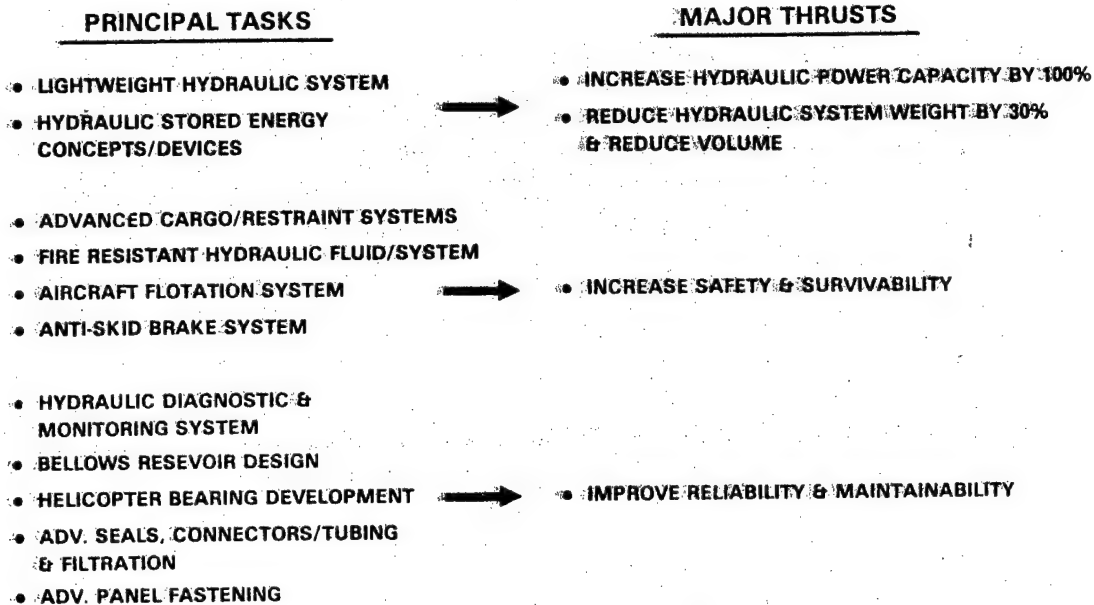 PRINCIPAL TASKS
MAJOR THRUSTS
• LIGHTWEIGHT HYDRAULIC SYSTEM
• HYDRAULIC STORED ENERGY
CONCEPTS/DEVICES
• INCREASE HYDRAULIC POWER CAPACITY BY 100%
• REDUCE HYDRAULIC SYSTEM WEIGHT BY 30%
& REDUCE VOLUME
• ADVANCED CARGO/RESTRAINT SYSTEMS
• FIRE RESISTANT HYDRAULIC FLUID/SYSTEM
• AIRCRAFT FLOTATION SYSTEM
• ANTI-SKID BRAKE SYSTEM
• INCREASE SAFETY & SURVIVABILITY
• HYDRAULIC DIAGNOSTIC &
MONITORING SYSTEM
• BELLOWS RESEVOIR DESIGN
• HELICOPTER BEARING DEVELOPMENT
• ADV. SEALS, CONNECTORS/TUBING
& FILTRATION
• ADV. PANEL FASTENING
• IMPROVE RELIABILITY & MAINTAINABILITY